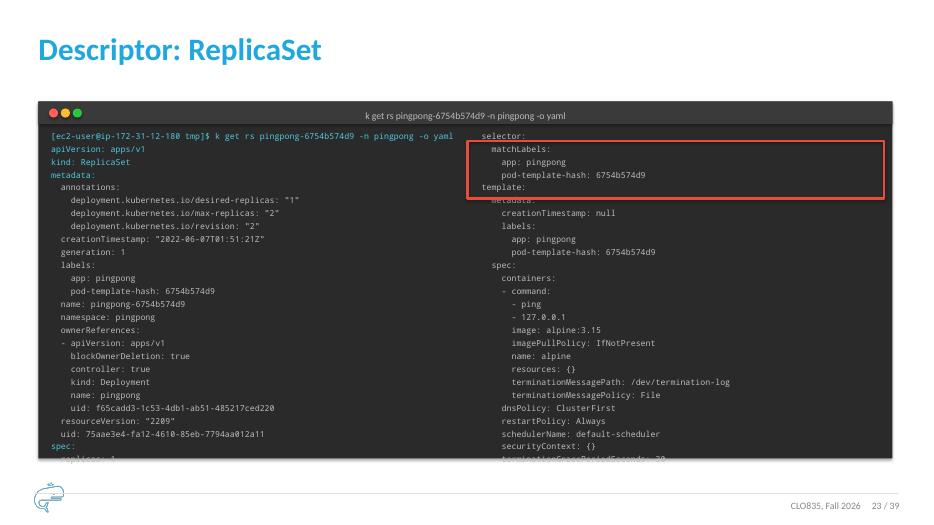 Descriptor: ReplicaSet
k get rs pingpong-6754b574d9 -n pingpong -o yaml
[ec2-user@ip-172-31-12-180 tmp]$ k get rs pingpong-6754b574d9 -n pingpong -o yaml
apiVersion: apps/v1
kind: ReplicaSet
metadata:
  annotations:
    deployment.kubernetes.io/desired-replicas: "1"
    deployment.kubernetes.io/max-replicas: "2"
    deployment.kubernetes.io/revision: "2"
  creationTimestamp: "2022-06-07T01:51:21Z"
  generation: 1
  labels:
    app: pingpong
    pod-template-hash: 6754b574d9
  name: pingpong-6754b574d9
  namespace: pingpong
  ownerReferences:
  - apiVersion: apps/v1
    blockOwnerDeletion: true
    controller: true
    kind: Deployment
    name: pingpong
    uid: f65cadd3-1c53-4db1-ab51-485217ced220
  resourceVersion: "2209"
  uid: 75aae3e4-fa12-4610-85eb-7794aa012a11
spec:
  replicas: 1
  selector:
    matchLabels:
      app: pingpong
      pod-template-hash: 6754b574d9
  template:
    metadata:
      creationTimestamp: null
      labels:
        app: pingpong
        pod-template-hash: 6754b574d9
    spec:
      containers:
      - command:
        - ping
        - 127.0.0.1
        image: alpine:3.15
        imagePullPolicy: IfNotPresent
        name: alpine
        resources: {}
        terminationMessagePath: /dev/termination-log
        terminationMessagePolicy: File
      dnsPolicy: ClusterFirst
      restartPolicy: Always
      schedulerName: default-scheduler
      securityContext: {}
      terminationGracePeriodSeconds: 30
CLO835, Fall 2026 23 / 39